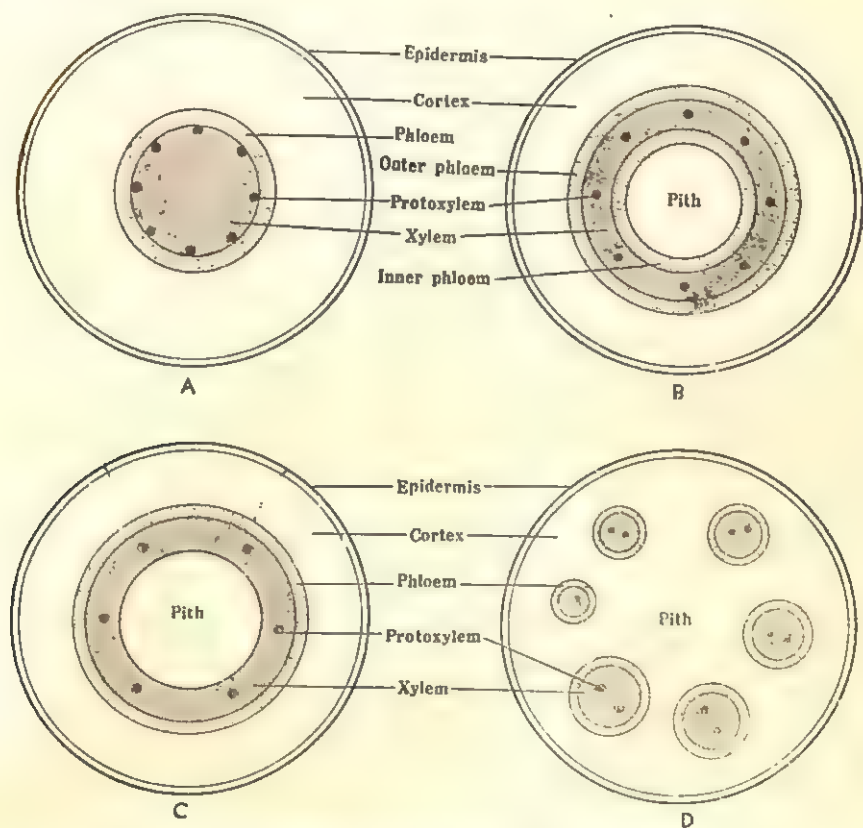 Epidermis
Cortex
Phloem
Outer phloem
Protoxylem
Pith
Xylem
Inner phloem
A
B
Epidermis
Cortex
Phloem
Pith
Pith
Protoxylem
Xylem
C
D